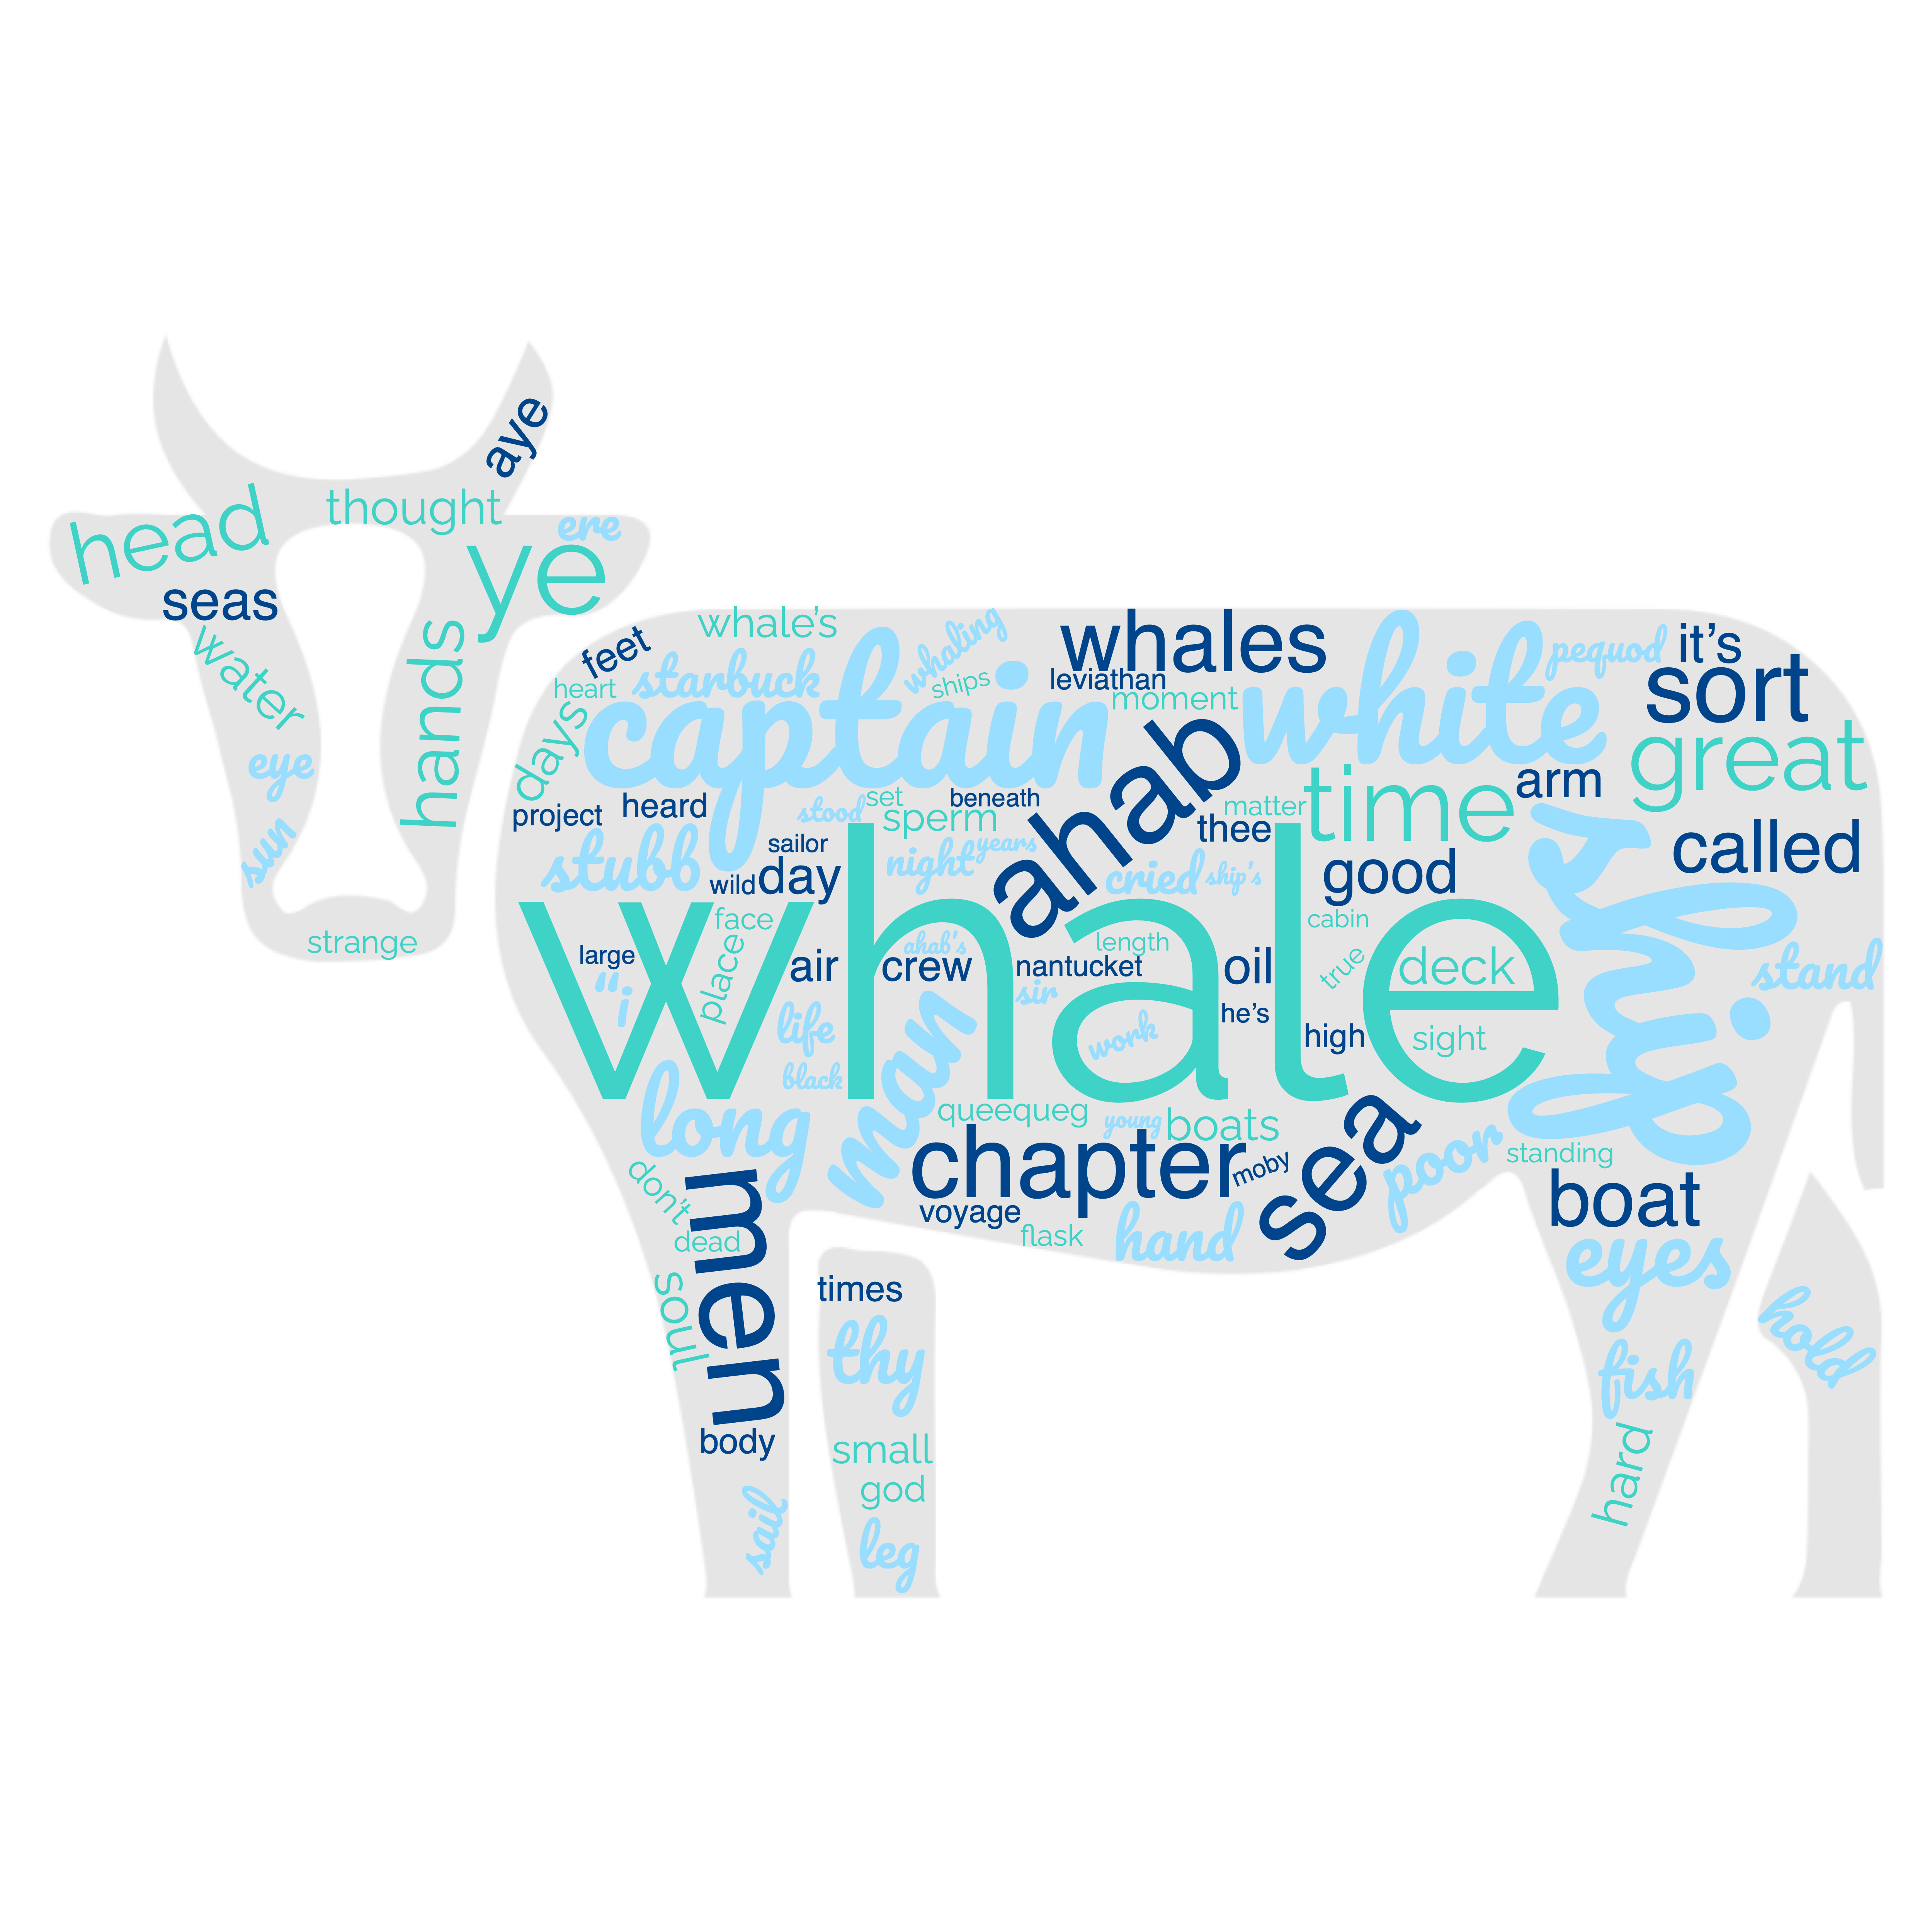 aye
head
thought
ere
ye
seas
hands
water
eye
sun
strange
whale's
whaling
whales
white
pequod
it's
feet
starbuck
ships
leviathan
sort
heart
captain
moment
days
ahab
great
time
arm
project
heard
stood
set
beneath
matter
sperm
thee
ship
called
stubb
sailor
night
years
cried
ship's
good
wild
day
whale
face
cabin
large
place
air
ahab's
crew
length
nantucket
oil
true
deck
stand
“i
sir
life
man
work
he's
high
sight
black
long
queequeg
young
boats
sea
poor
standing
chapter
moby
don't
men
voyage
flask
hand
boat
dead
eyes
soul
times
hold
thy
fish
body
small
hard
god
sail
leg